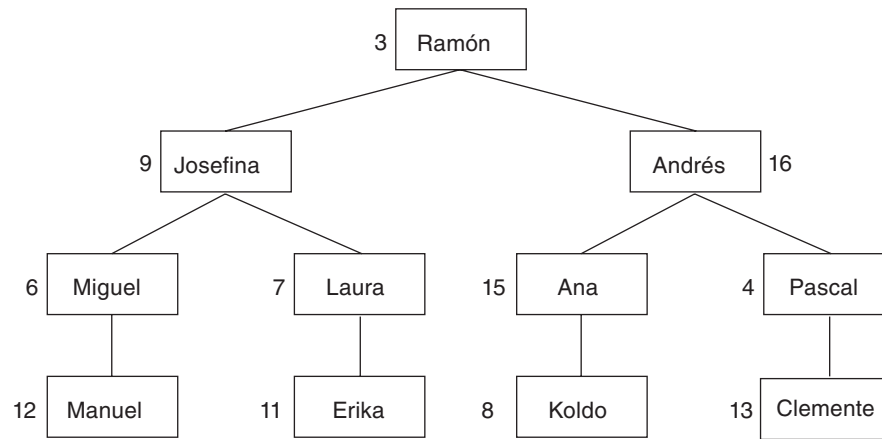 3 Ramón
9 Josefina Andrés 16
6 Miguel 7 Laura 15 Ana 4 Pascal
12 Manuel 11 Erika 8 Koldo 13 Clemente